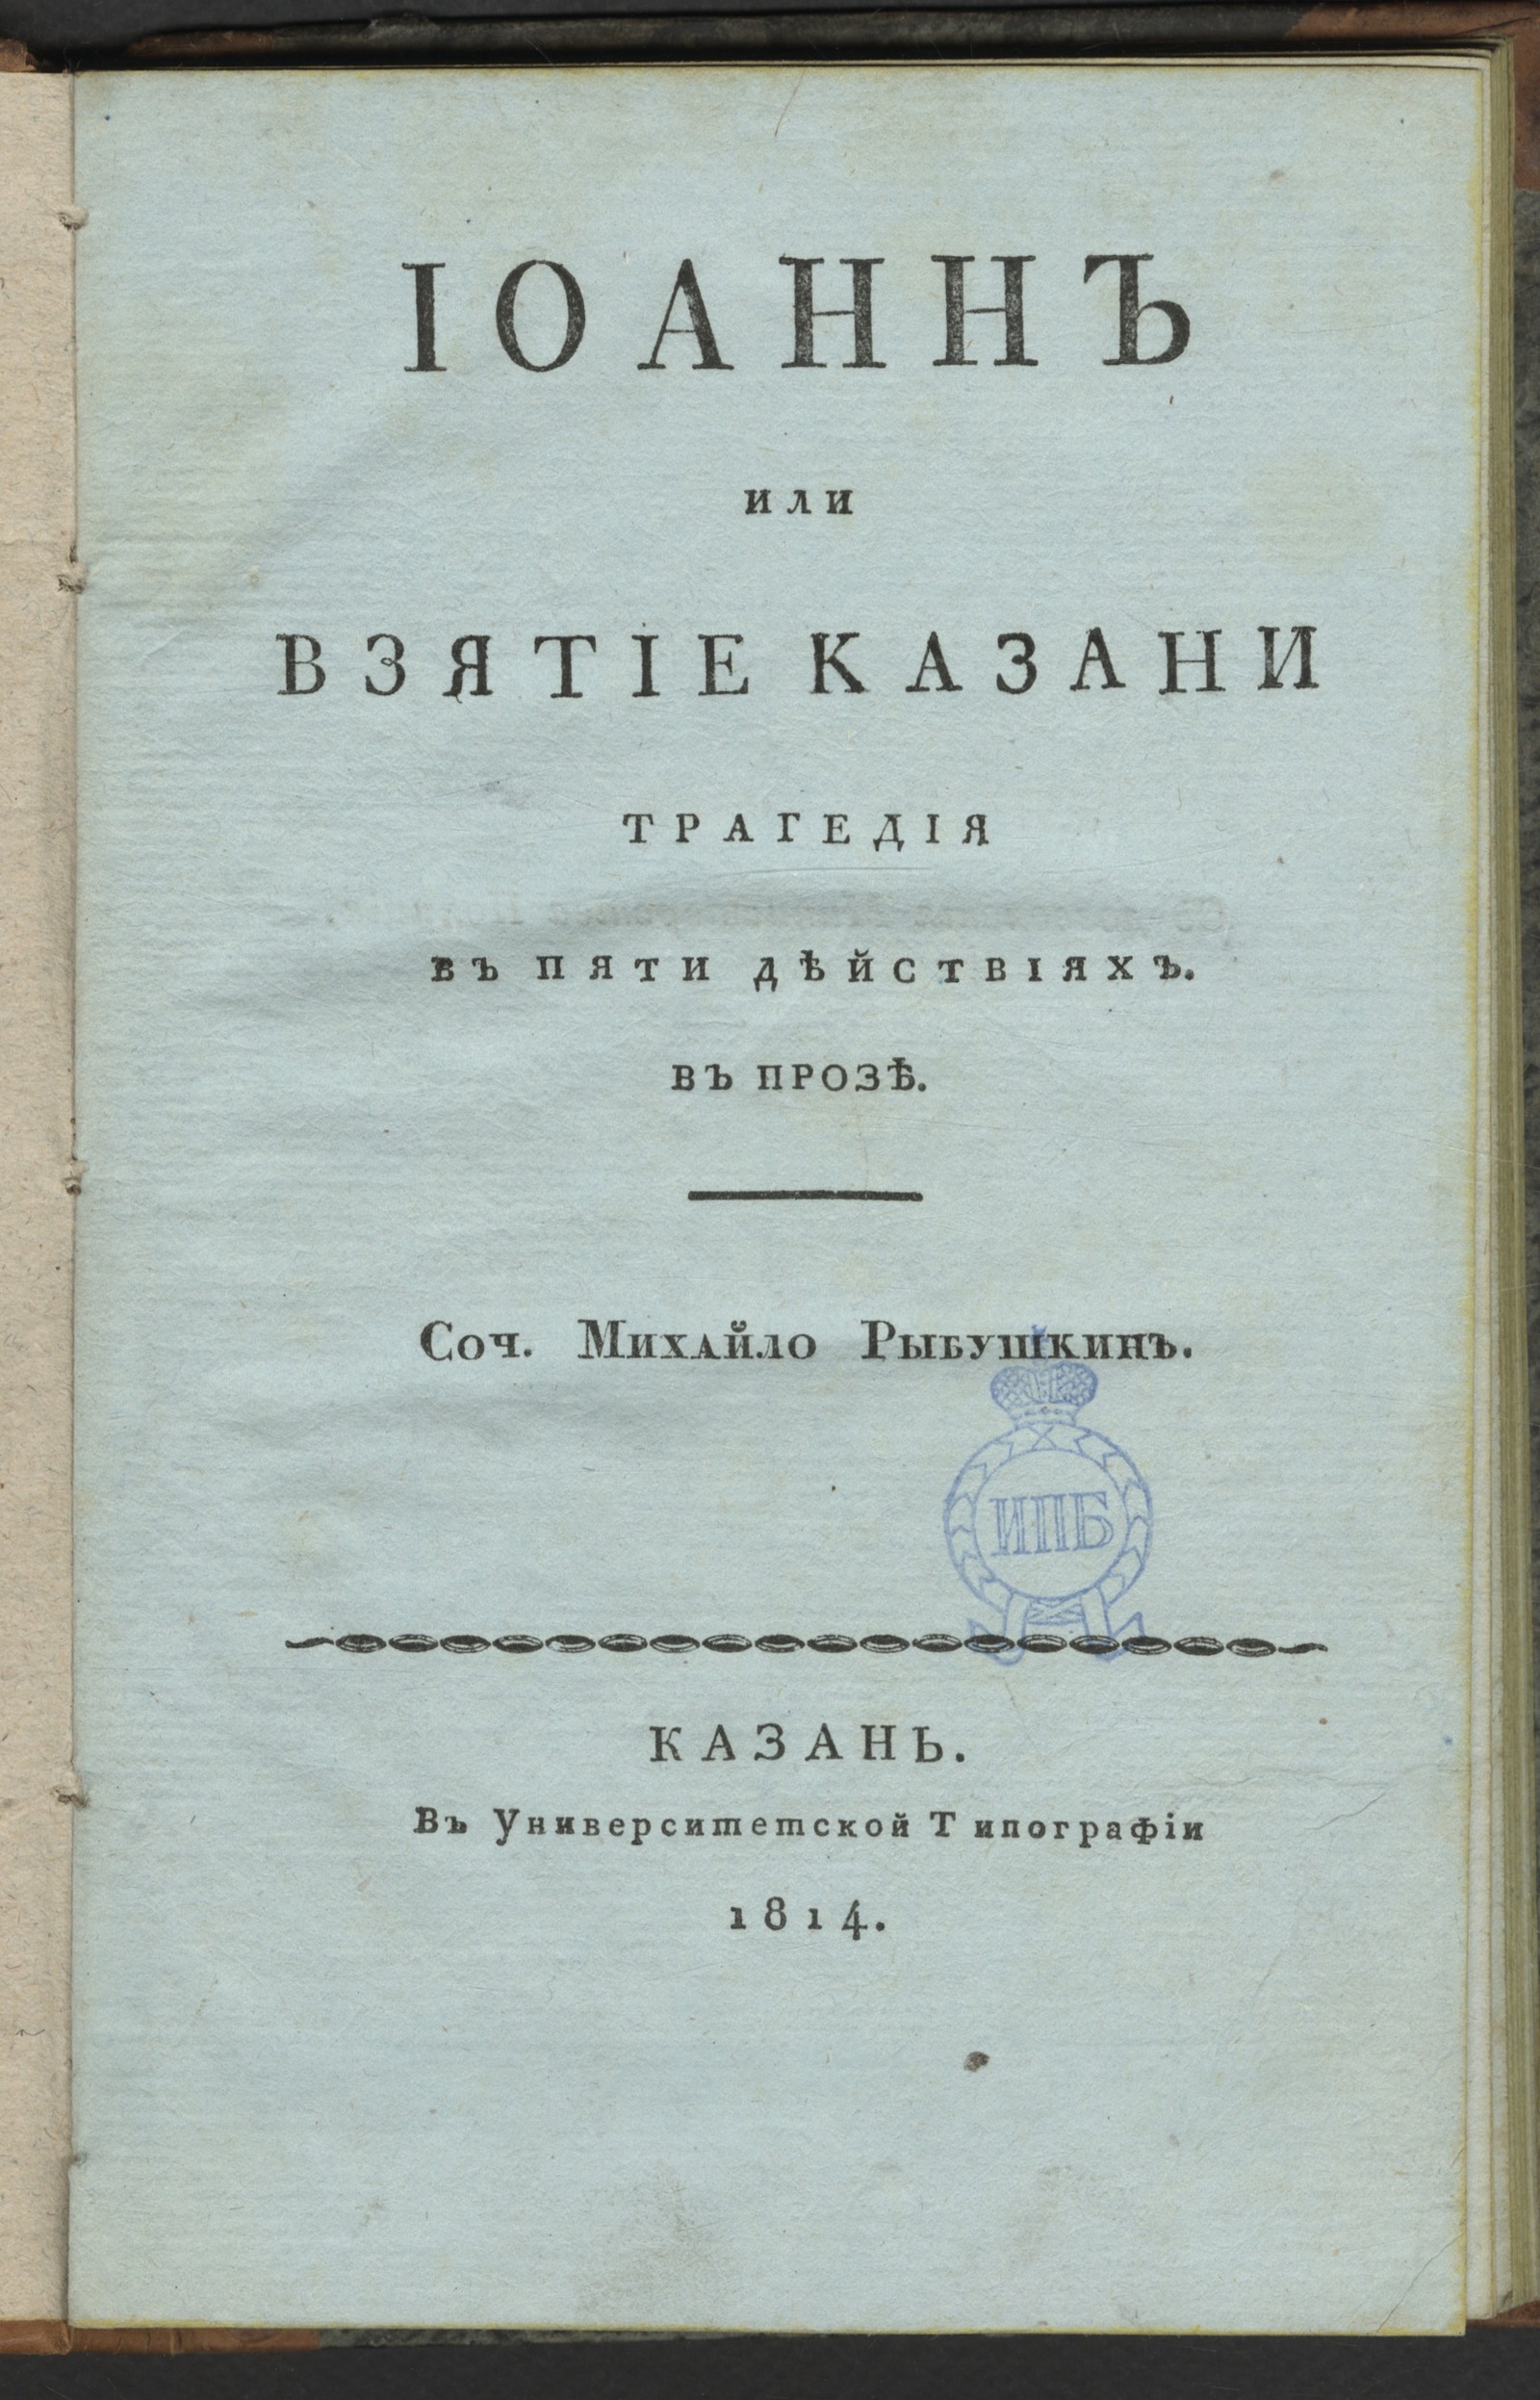 ІОАННЪ
или
ВЗЯТІЕ КАЗАНИ
ТРАГЕДІЯ
въ пяти дѣйствіяхъ.
въ прозѣ.
Соч. Михайло Рыбушкинъ.
ИПБ
КАЗАНЬ.
Въ Университетской Типографіи
1814.